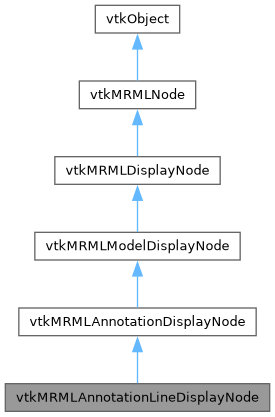 vtkObject
vtkMRMLNode
vtkMRMLDisplayNode
vtkMRMLModelDisplayNode
vtkMRMLAnnotationDisplayNode
vtkMRMLAnnotationLineDisplayNode